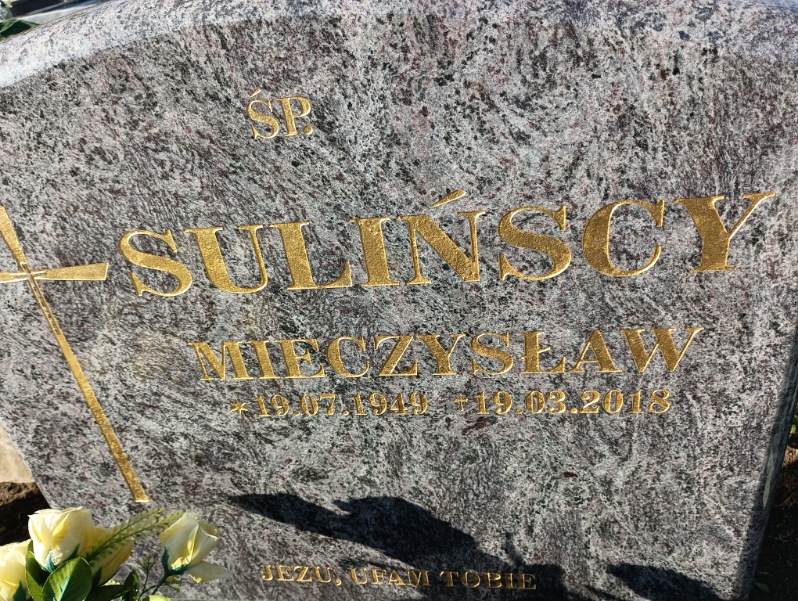 ŚP.
SULIŃSCY
MIECZYSŁAW
*19.07.1949 †19.03.2018
JEZU, UFAM TOBIE